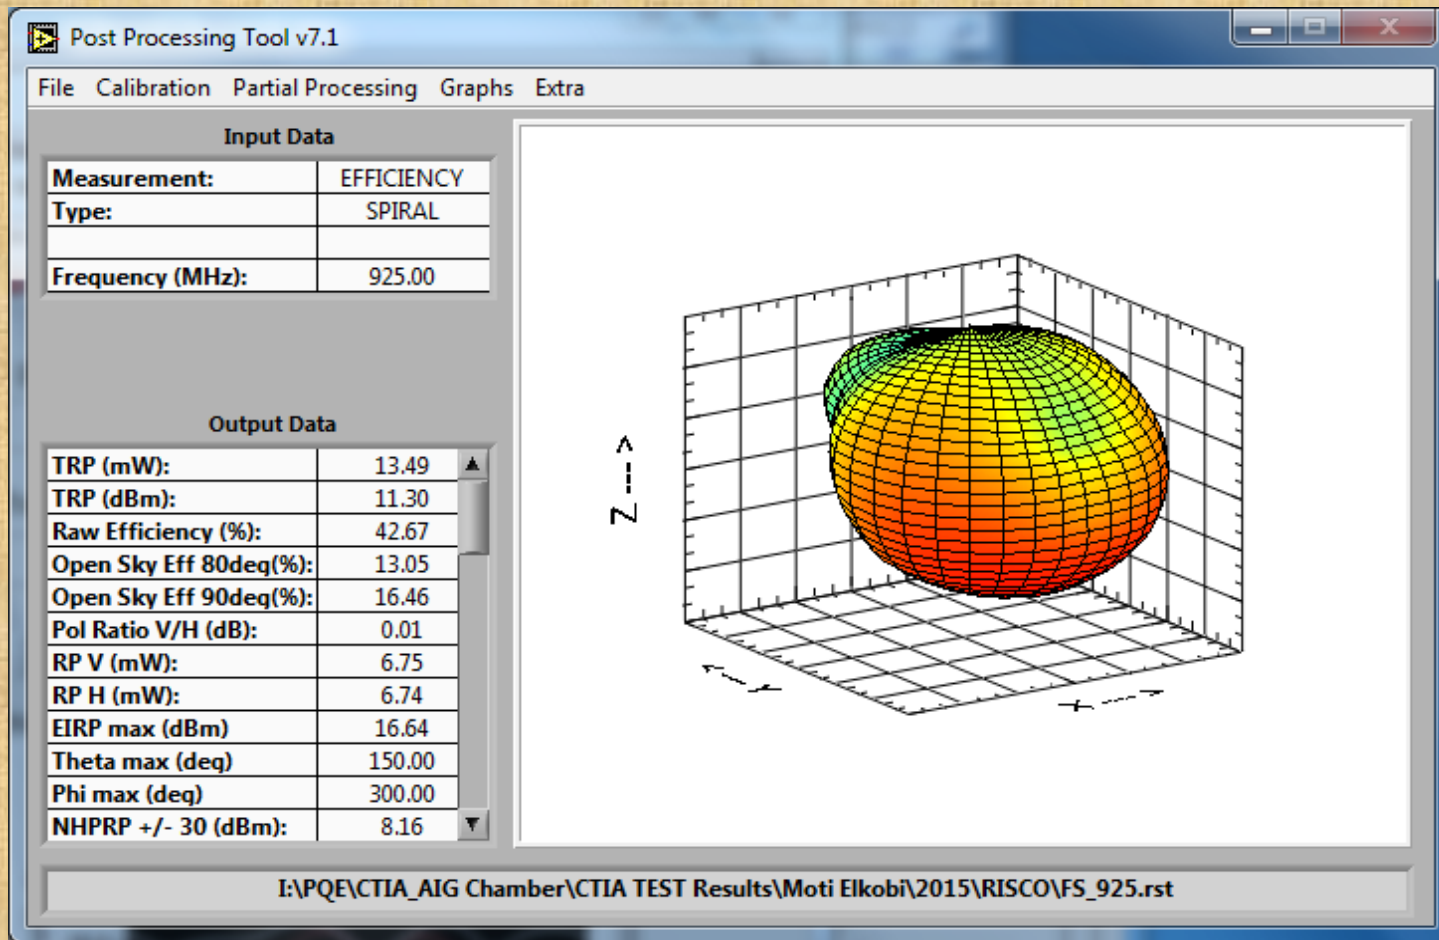 Post Processing Tool v7.1
File Calibration Partial Processing Graphs Extra
Input Data
Measurement: EFFICIENCY
Type: SPIRAL
Frequency (MHz): 925.00
Output Data
TRP (mW): 13.49
TRP (dBm): 11.30
Raw Efficiency (%): 42.67
Open Sky Eff 80deg(%): 13.05
Open Sky Eff 90deg(%): 16.46
Pol Ratio V/H (dB): 0.01
RP V (mW): 6.75
RP H (mW): 6.74
EIRP max (dBm) 16.64
Theta max (deg) 150.00
Phi max (deg) 300.00
NHPRP +/- 30 (dBm): 8.16
Z --->
<--- Y
X --->
I:\PQE\CTIA_AIG Chamber\CTIA TEST Results\Moti Elkobi\2015\RISCO\FS_925.rst